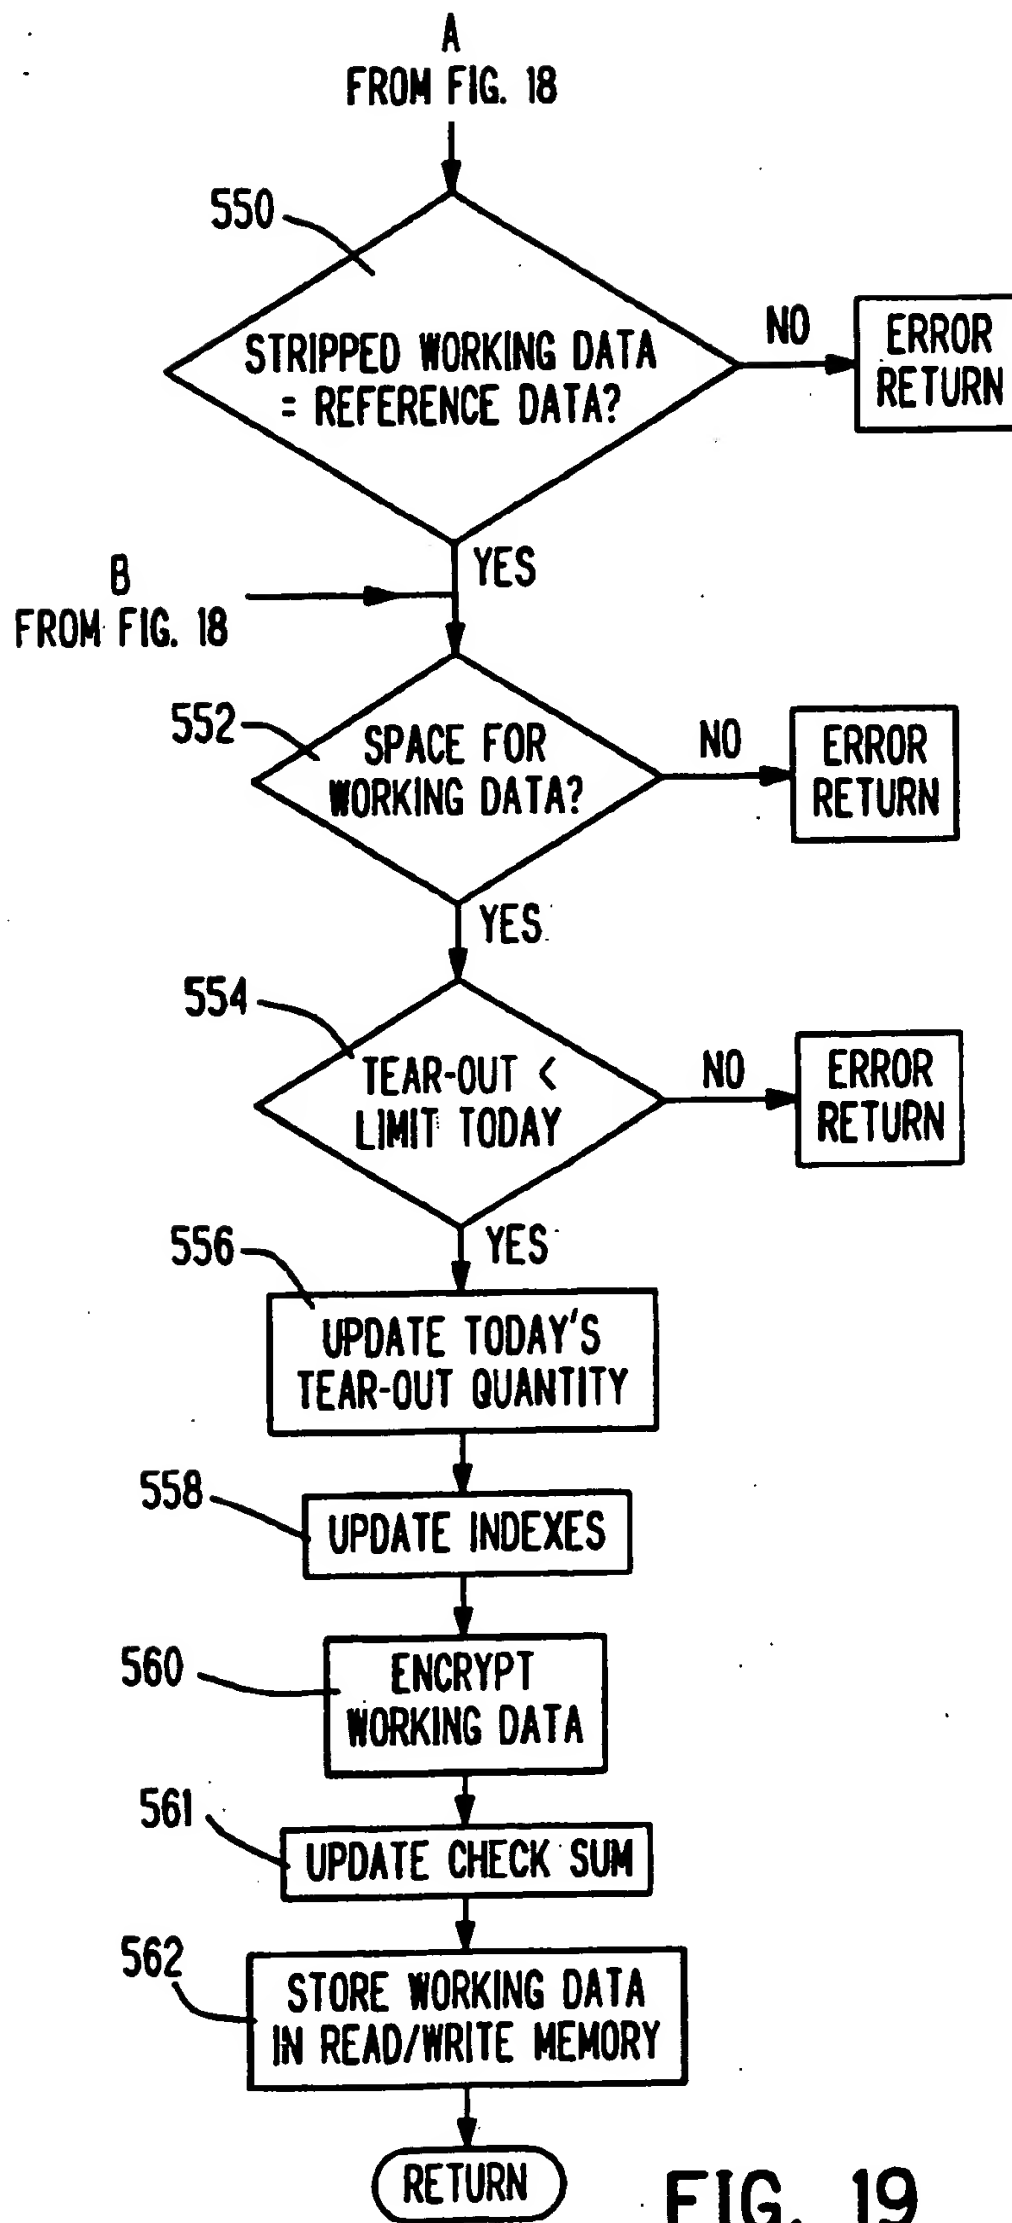 A
FROM FIG. 18
550
STRIPPED WORKING DATA
= REFERENCE DATA?
NO
ERROR
RETURN
YES
B
FROM FIG. 18
552
SPACE FOR
WORKING DATA?
NO
ERROR
RETURN
YES
554
TEAR-OUT <
LIMIT TODAY
NO
ERROR
RETURN
YES
556
UPDATE TODAY'S
TEAR-OUT QUANTITY
558
UPDATE INDEXES
560
ENCRYPT
WORKING DATA
561
UPDATE CHECK SUM
562
STORE WORKING DATA
IN READ/WRITE MEMORY
RETURN
FIG. 19